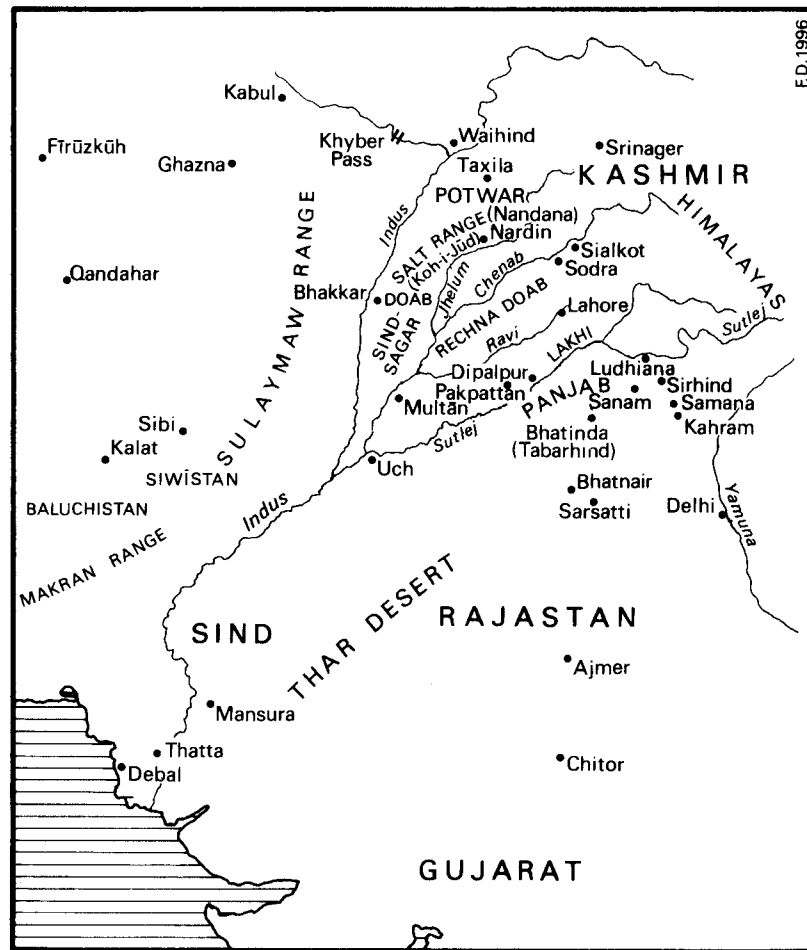 F.D.1996
Kabul
Fīrūzkūh
Ghazna
Khyber
Pass
Waihind
Taxila
Srinager
KASHMIR
POTWAR
HIMALAYAS
Indus
SALT RANGE
(Koh-i-Jūd)
(Nandana)
Nardin
Jhelum
Chenab
Sialkot
Sodra
Qandahar
SULAYMAW RANGE
Bhakkar
DOAB
SIND-
SAGAR
RECHNA DOAB
Lahore
Ravi
LAKHI
Sutlej
Dipalpur
Pakpattan
PANJAB
Ludhiana
Sirhind
Sanam
Samana
Kahram
Multān
Bhatinda
(Tabarhind)
Sutlej
Sibi
Kalat
SIWĪSTAN
Uch
BALUCHISTAN
Bhatnair
Sarsatti
Delhi
Yamuna
Indus
MAKRAN RANGE
SIND
THAR DESERT
RAJASTAN
Ajmer
Mansura
Thatta
Debal
Chitor
GUJARAT